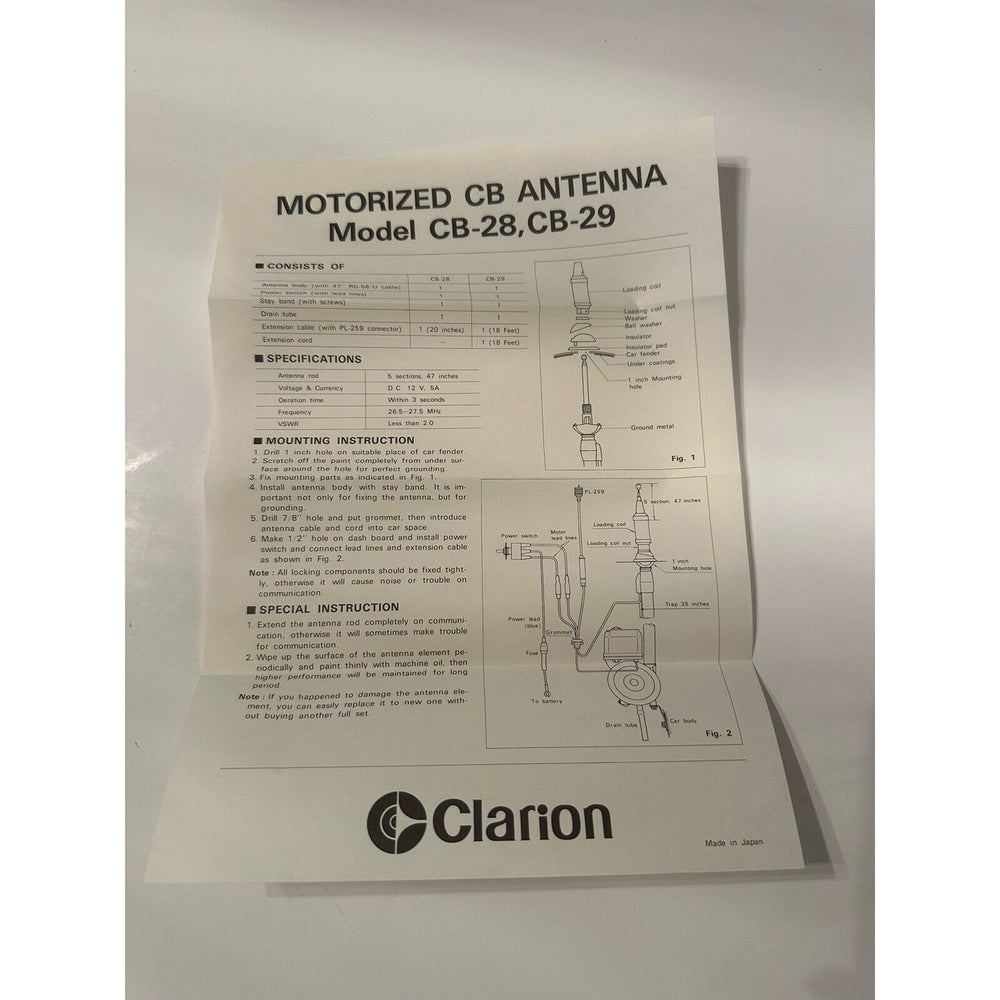 MOTORIZED CB ANTENNA
Model CB-28, CB-29
■ CONSISTS OF
CB-28 CB-29
Antenna body (with 47" RG-58/U cable) 1 1
Power switch (with lead lines) 1 1
Stay band (with screws) 1 1
Drain tube 1 1
Extension cable (with PL-259 connector) 1 (20 inches) 1 (18 Feet)
Extension cord – 1 (18 Feet)
■ SPECIFICATIONS
Antenna rod 5 sections, 47 inches
Voltage & Currency D.C. 12 V, 5A
Oeration time Within 3 seconds
Frequency 26.5–27.5 MHz
VSWR Less than 2.0
■ MOUNTING INSTRUCTION
1. Drill 1 inch hole on suitable place of car fender.
2. Scratch off the paint completely from under sur-
face around the hole for perfect grounding.
3. Fix mounting parts as indicated in Fig. 1.
4. Install antenna body with stay band. It is im-
portant not only for fixing the antenna, but for
grounding.
5. Drill 7/8" hole and put grommet, then introduce
antenna cable and cord into car space.
6. Make 1/2" hole on dash board and install power
switch and connect lead lines and extension cable
as shown in Fig. 2.
Note : All locking components should be fixed tight-
ly, otherwise it will cause noise or trouble on
communication.
■ SPECIAL INSTRUCTION
1. Extend the antenna rod completely on communi-
cation, otherwise it will sometimes make trouble
for communication.
2. Wipe up the surface of the antenna element pe-
riodically and paint thinly with machine oil, then
higher performance will be maintained for long
period.
Note : If you happened to damage the antenna ele-
ment, you can easily replace it to new one with-
out buying another full set.
Loading coil
Loading coil nut
Washer
Ball washer
Insulator
Insulator pad
Car fender
Under coatings
1 inch Mounting
hole
Ground metal
Fig. 1
PL-259
5 section, 47 inches
Loading coil
Power switch
Motor
lead lines
Loading coil nut
1 inch
Mounting hole
Trap 35 inches
Power lead
(blue)
Grommet
Fuse
To battery
Drain tube
Car body
Fig. 2
Clarion
Made in Japan